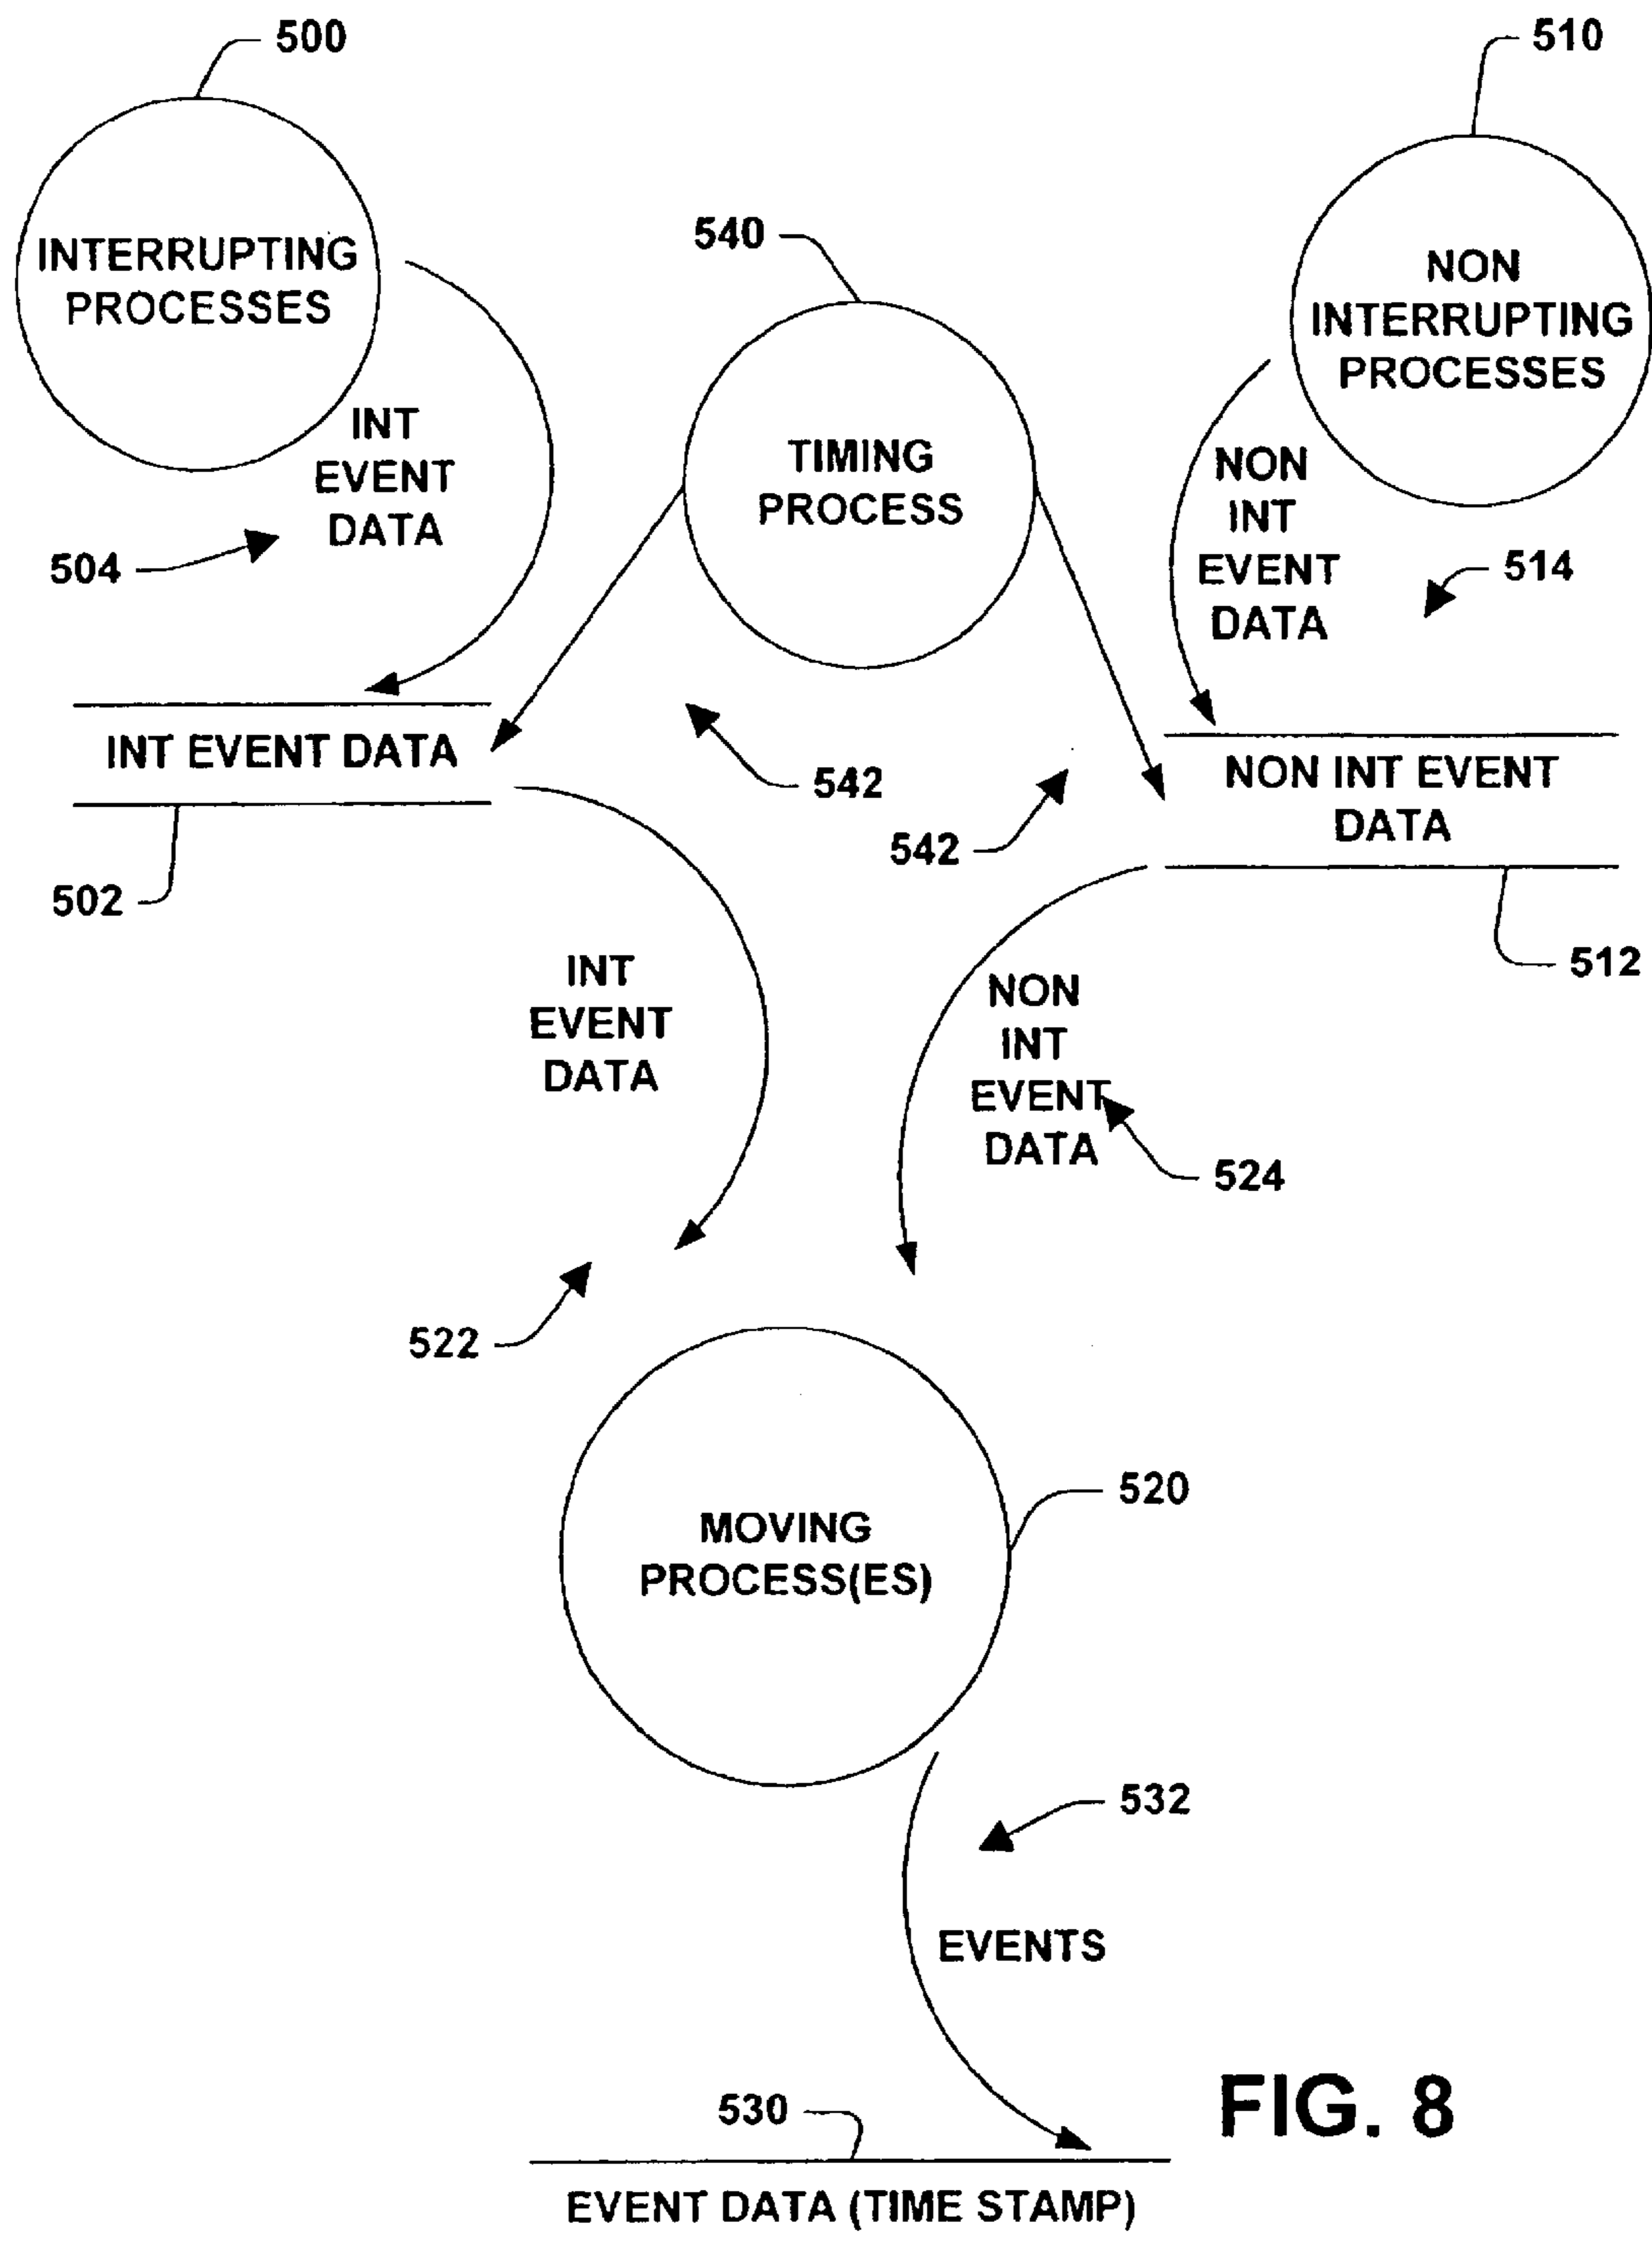 500
510
INTERRUPTING
PROCESSES
540
NON
INTERRUPTING
PROCESSES
INT
EVENT
DATA
504
TIMING
PROCESS
NON
INT
EVENT
DATA
514
INT EVENT DATA
542
542
NON INT EVENT
DATA
502
512
INT
EVENT
DATA
NON
INT
EVENT
DATA
524
522
MOVING
PROCESS(ES)
520
532
EVENTS
530
FIG. 8
EVENT DATA (TIME STAMP)